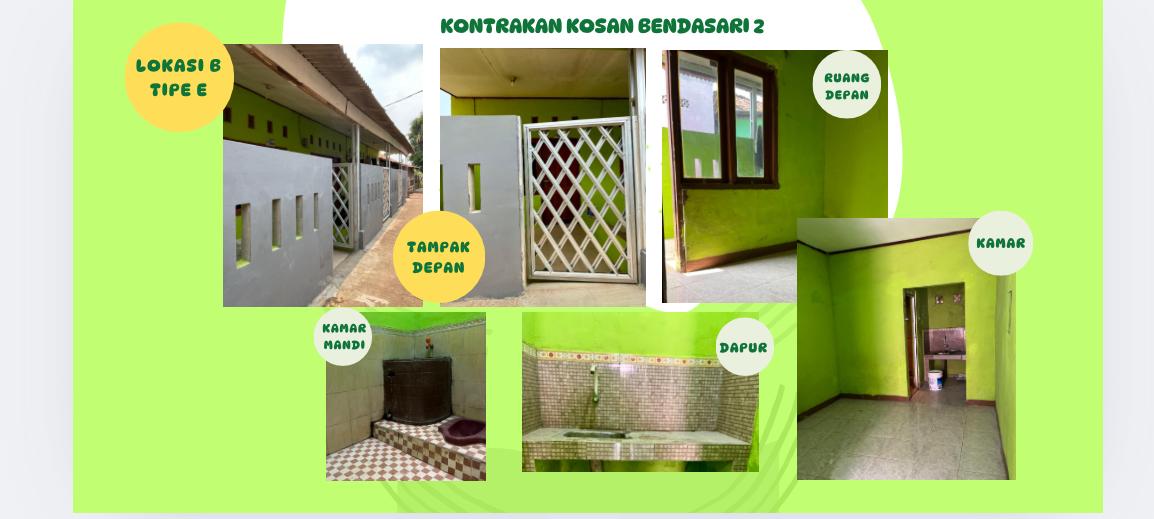 KONTRAKAN KOSAN BENDASARI 2
LOKASI B
TIPE E
RUANG
DEPAN
TAMPAK
DEPAN
KAMAR
KAMAR
MANDI
DAPUR